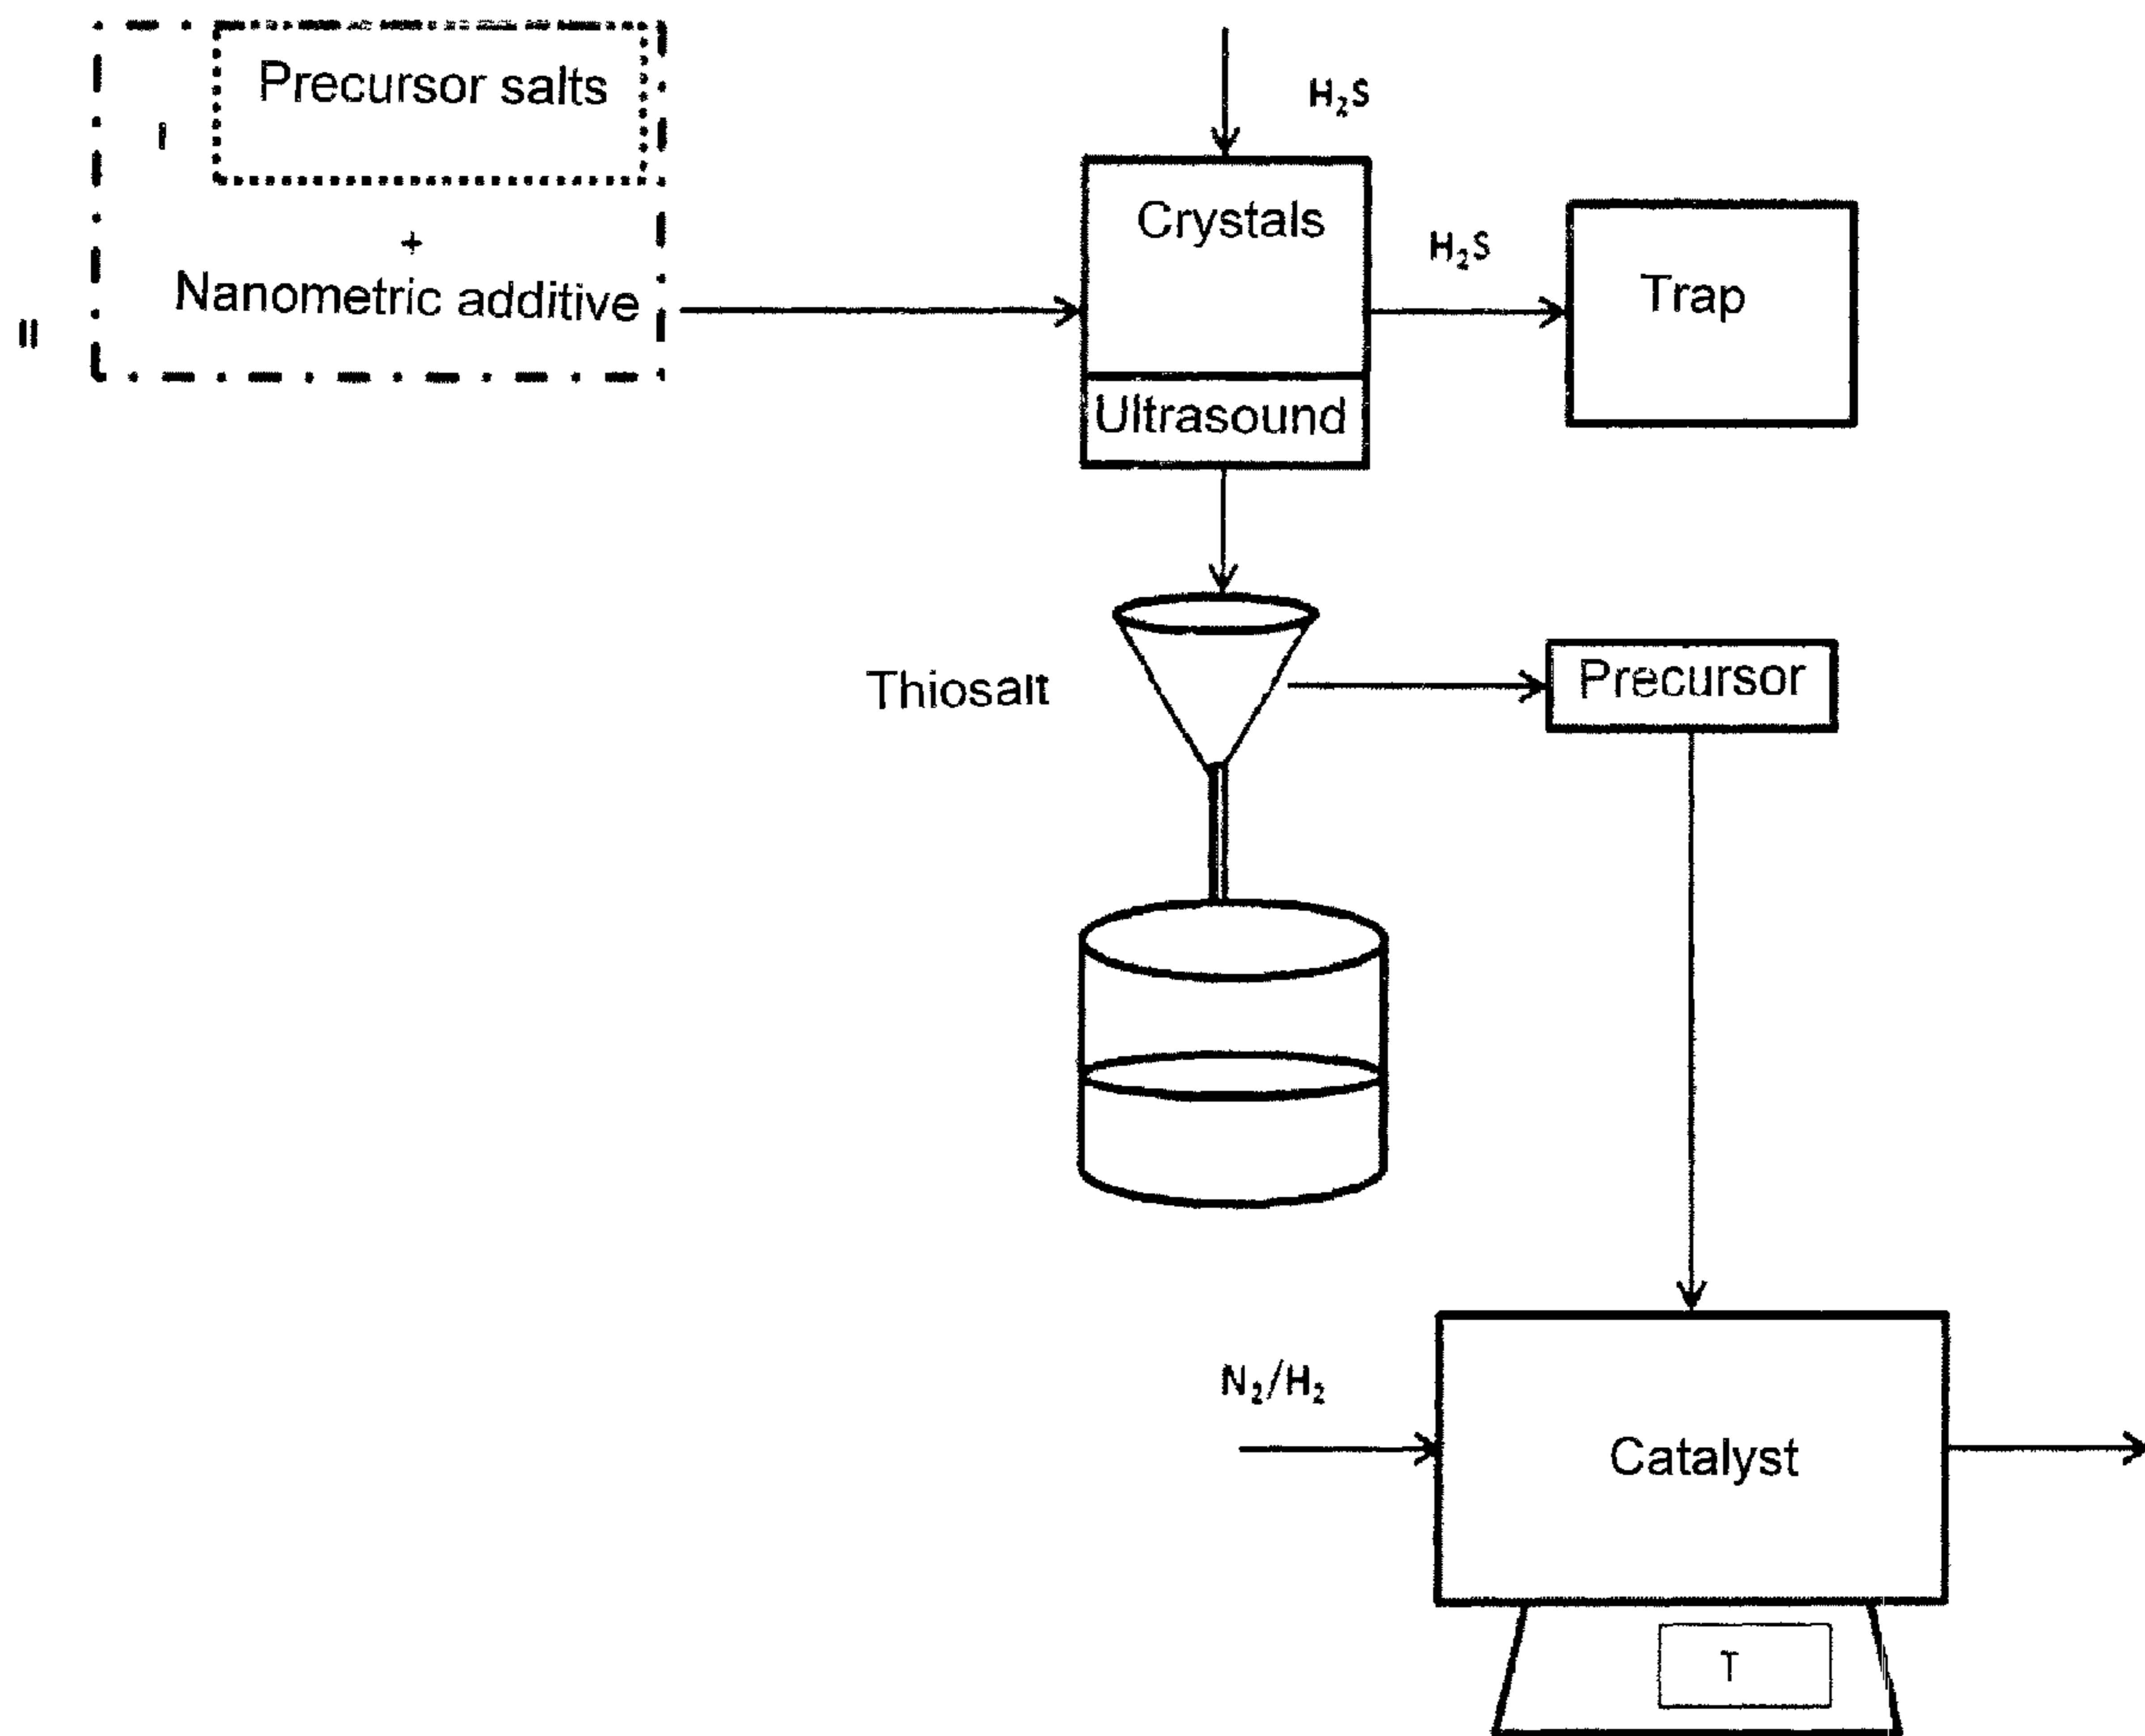 Precursor salts
I
+
Nanometric additive
II
H₂S
Crystals
H₂S
Trap
Ultrasound
Thiosalt
Precursor
N₂/H₂
Catalyst
T